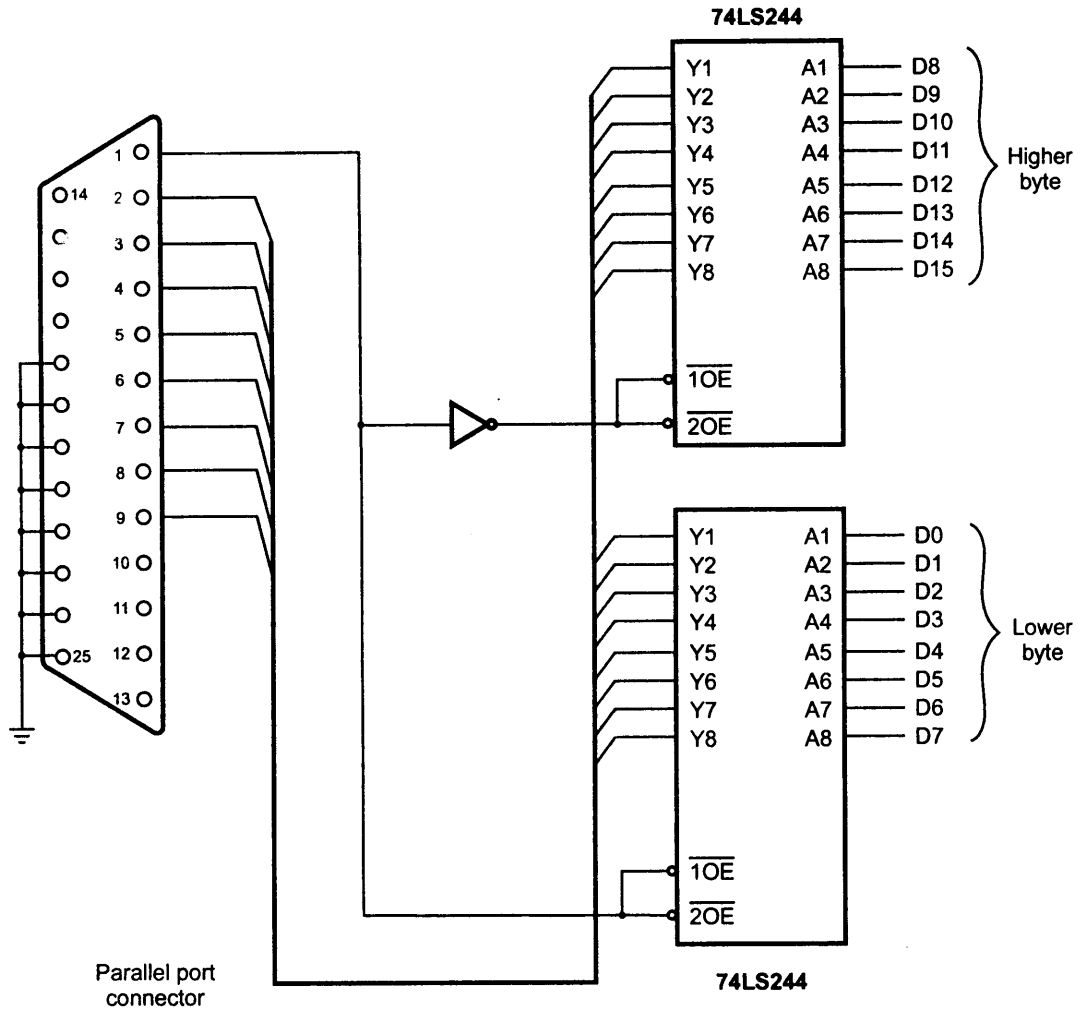 74LS244
Y1 A1 D8
Y2 A2 D9
Y3 A3 D10
Y4 A4 D11
Y5 A5 D12
Y6 A6 D13
Y7 A7 D14
Y8 A8 D15
Higher
byte
1OE
2OE
1
14
2
3
4
5
6
7
8
9
10
11
12
25
13
Y1 A1 D0
Y2 A2 D1
Y3 A3 D2
Y4 A4 D3
Y5 A5 D4
Y6 A6 D5
Y7 A7 D6
Y8 A8 D7
Lower
byte
1OE
2OE
74LS244
Parallel port
connector